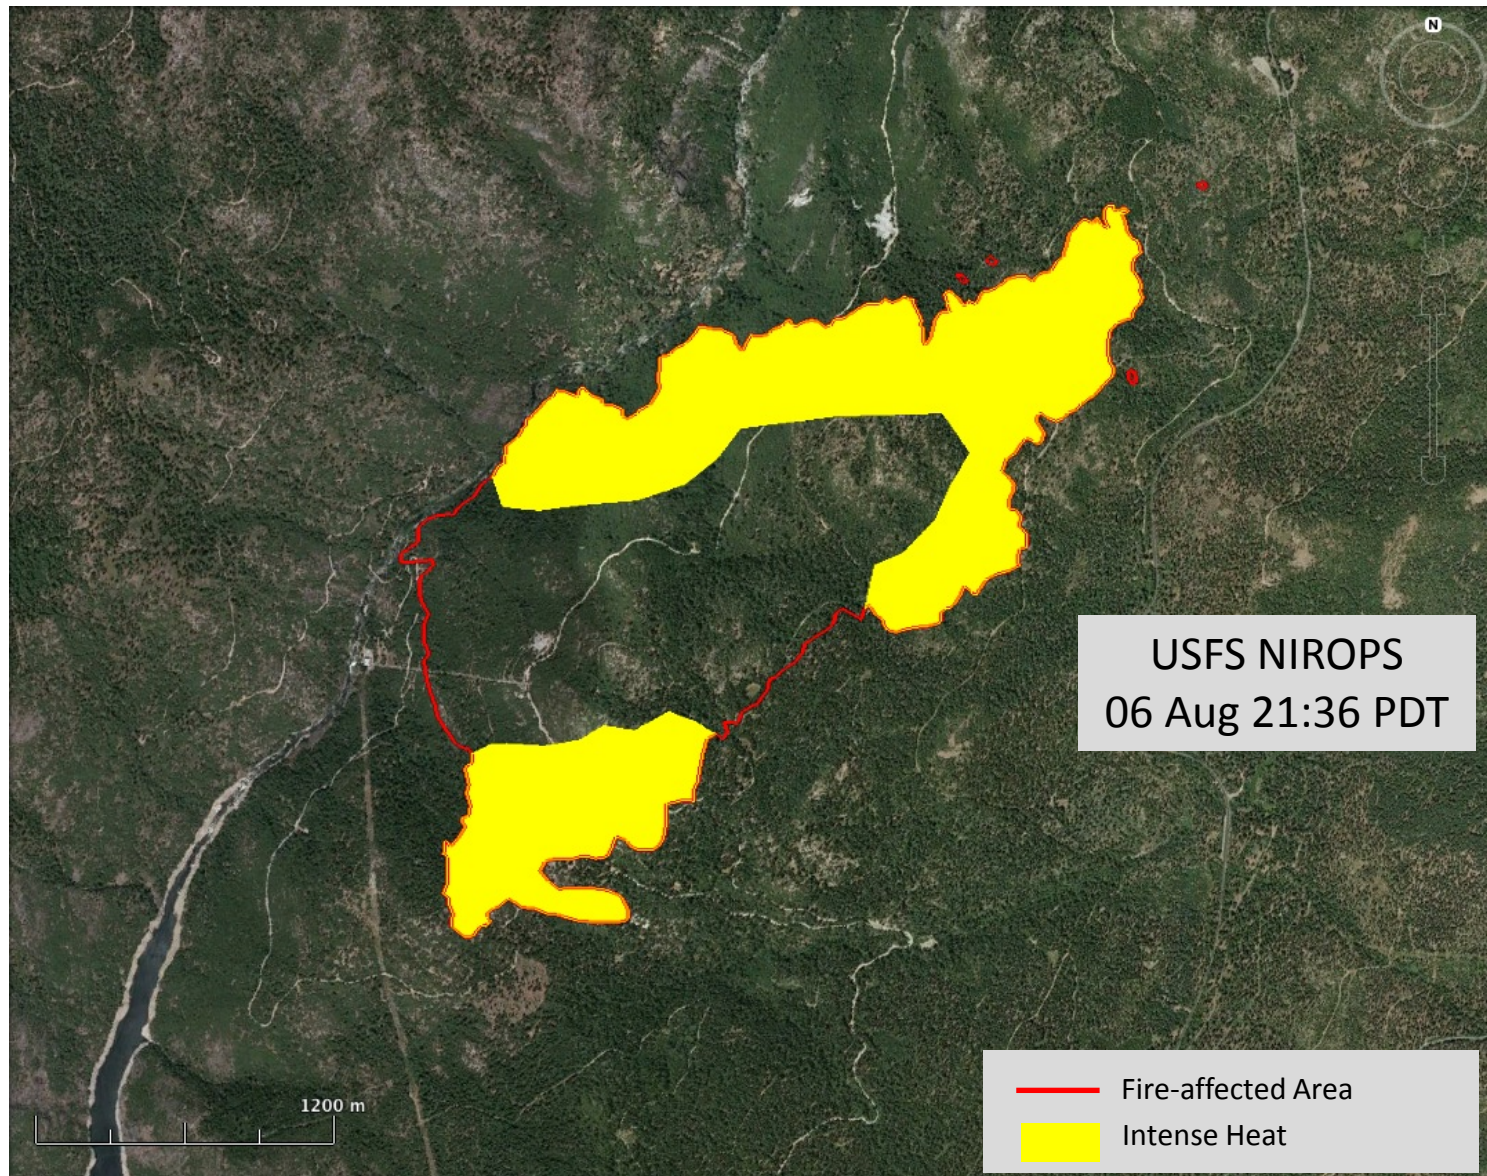 N
USFS NIROPS
06 Aug 21:36 PDT
1200 m
Fire-affected Area
Intense Heat